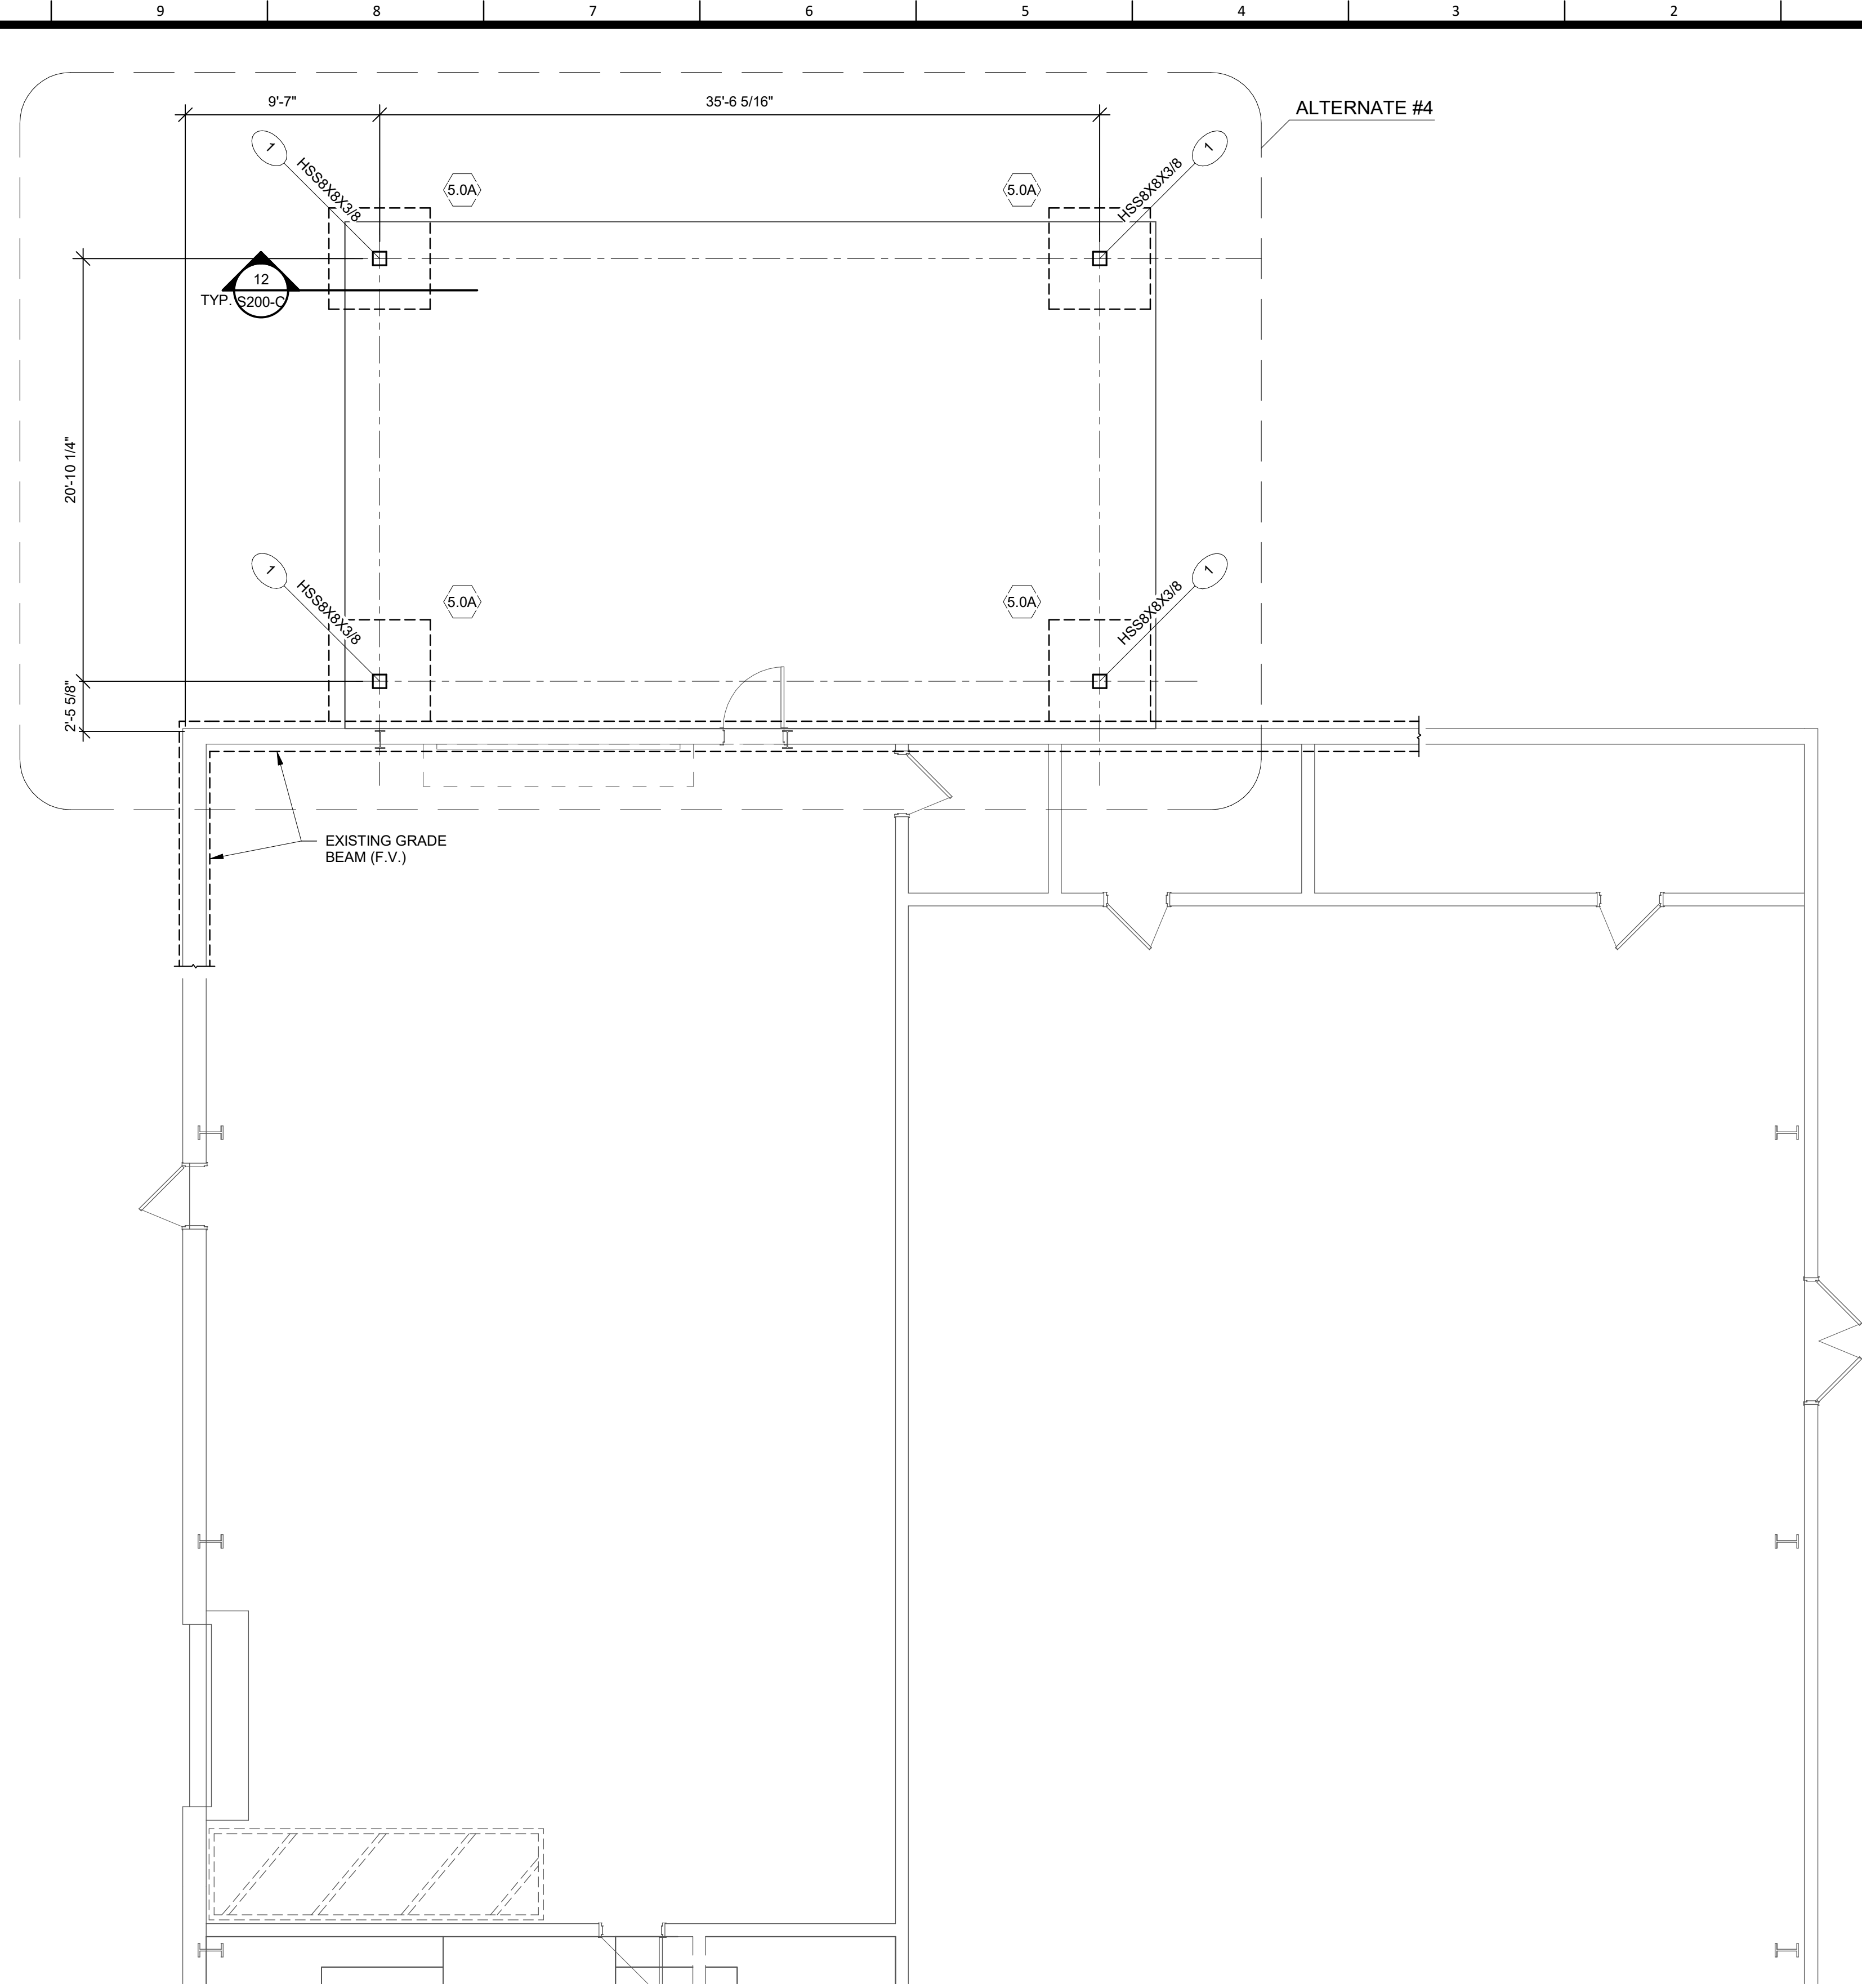 9 8 7 6 5 4 3 2
9'-7" 35'-6 5/16"
ALTERNATE #4
1 1
HSS8X8X3/8 HSS8X8X3/8
5.0A 5.0A
12
TYP. S200-C
20'-10 1/4"
1 1
HSS8X8X3/8 HSS8X8X3/8
5.0A 5.0A
2'-5 5/8"
EXISTING GRADE
BEAM (F.V.)